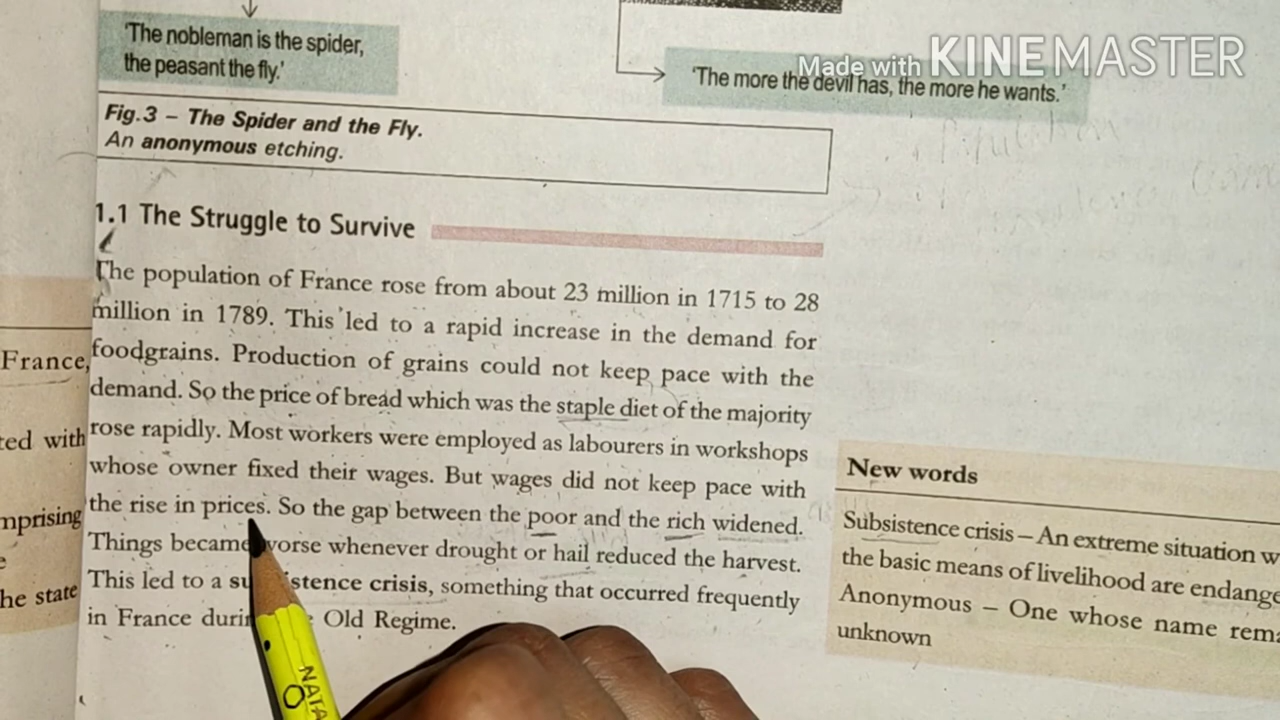 'The nobleman is the spider,
the peasant the fly.'
Made with KINEMASTER
'The more the devil has, the more he wants.'
Fig.3 – The Spider and the Fly.
An anonymous etching.
1.1 The Struggle to Survive
The population of France rose from about 23 million in 1715 to 28
million in 1789. This led to a rapid increase in the demand for
foodgrains. Production of grains could not keep pace with the
demand. So the price of bread which was the staple diet of the majority
rose rapidly. Most workers were employed as labourers in workshops
whose owner fixed their wages. But wages did not keep pace with
the rise in prices. So the gap between the poor and the rich widened.
Things became worse whenever drought or hail reduced the harvest.
This led to a subsistence crisis, something that occurred frequently
in France Old Regime.
France,
with
he state
New words
Subsistence crisis – An extreme situation
the basic means of livelihood are
Anonymous – One whose name
unknown
NATA